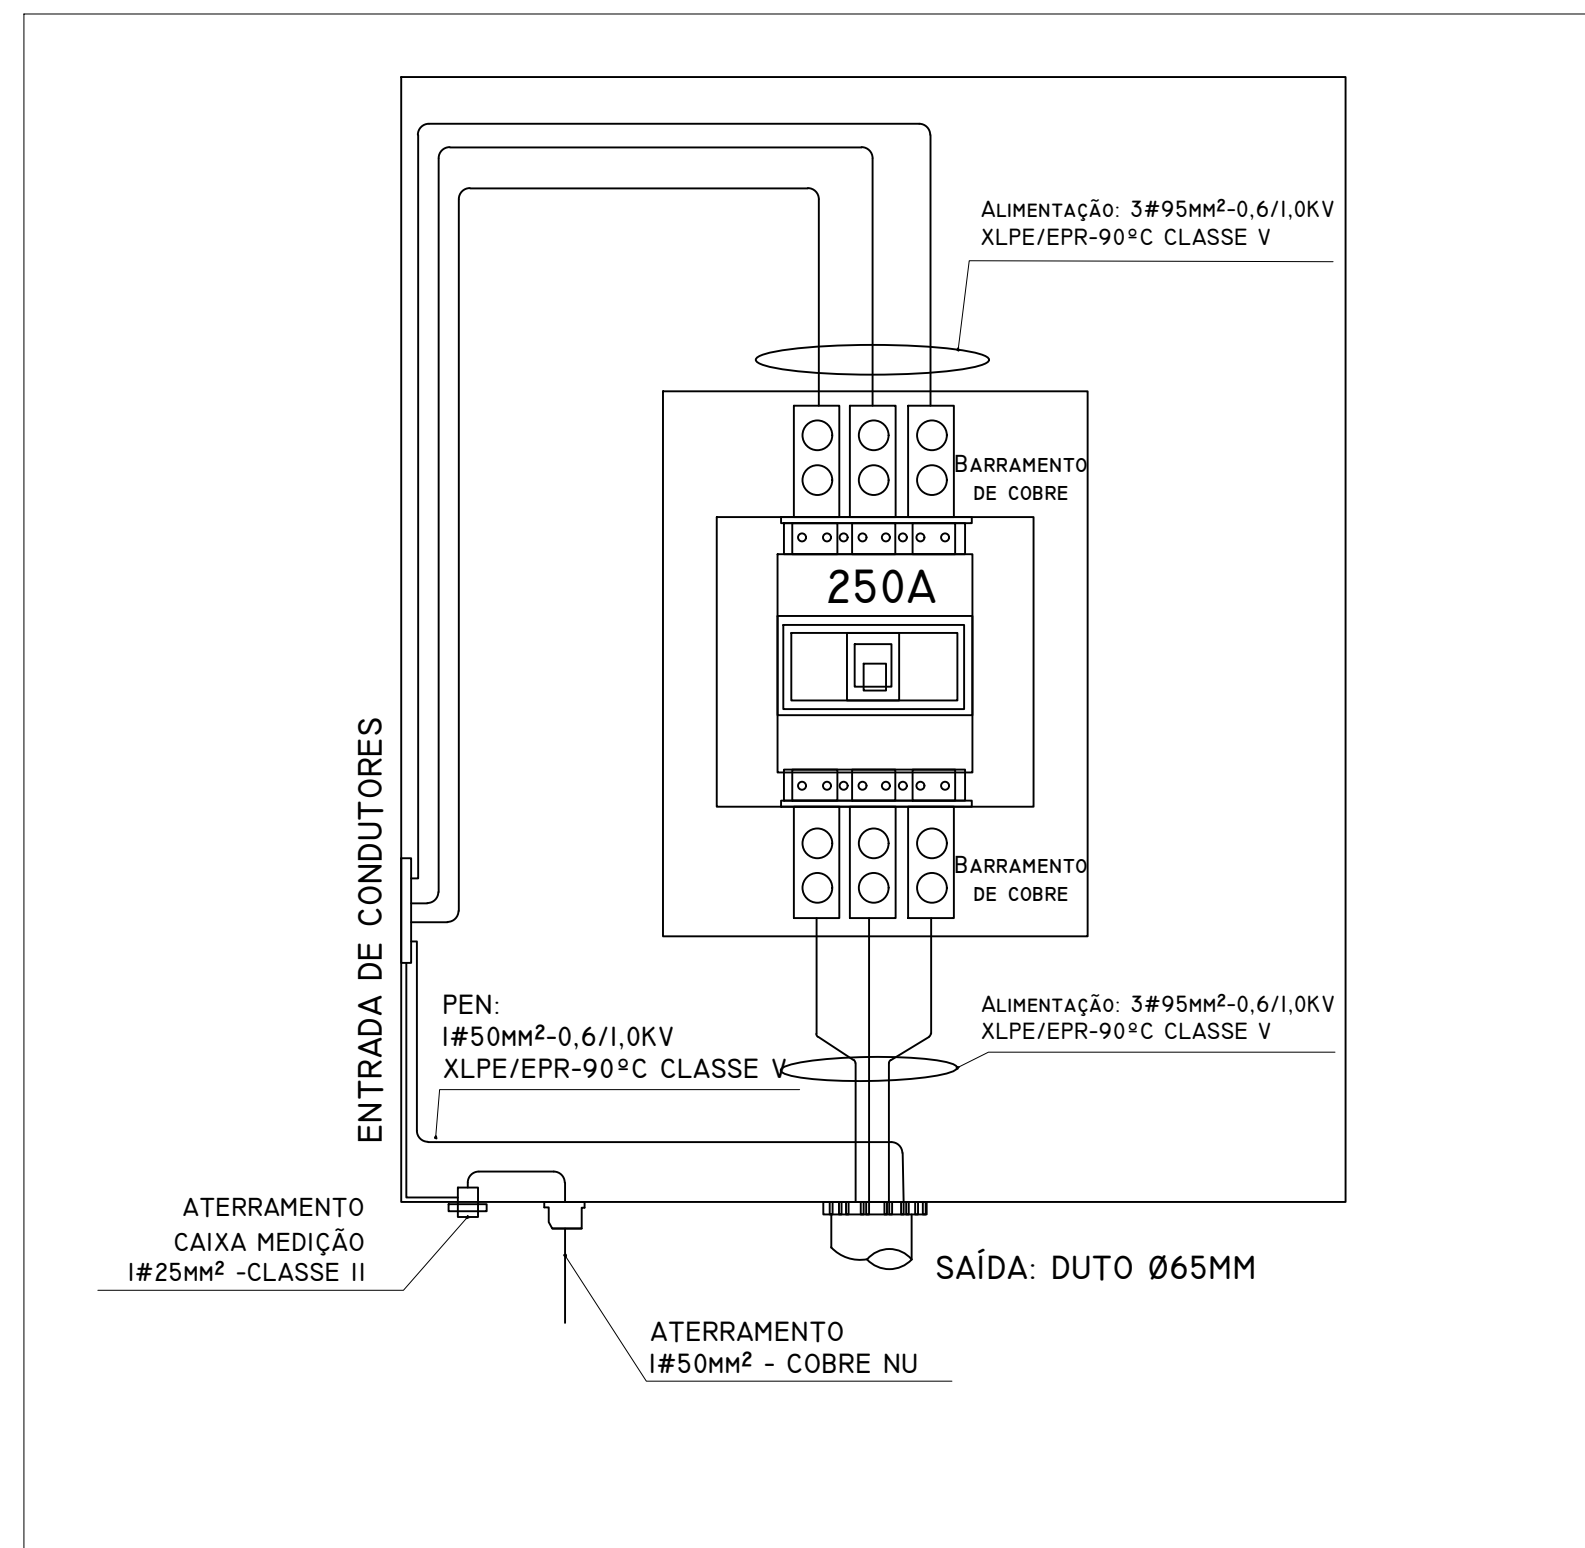 ALIMENTAÇÃO: 3#95MM²-0,6/1,0KV
XLPE/EPR-90ºC CLASSE V
BARRAMENTO
DE COBRE
250A
BARRAMENTO
DE COBRE
ENTRADA DE CONDUTORES
PEN:
1#50MM²-0,6/1,0KV
XLPE/EPR-90ºC CLASSE V
ALIMENTAÇÃO: 3#95MM²-0,6/1,0KV
XLPE/EPR-90ºC CLASSE V
ATERRAMENTO
CAIXA MEDIÇÃO
1#25MM² -CLASSE II
SAÍDA: DUTO Ø65MM
ATERRAMENTO
1#50MM² - COBRE NU